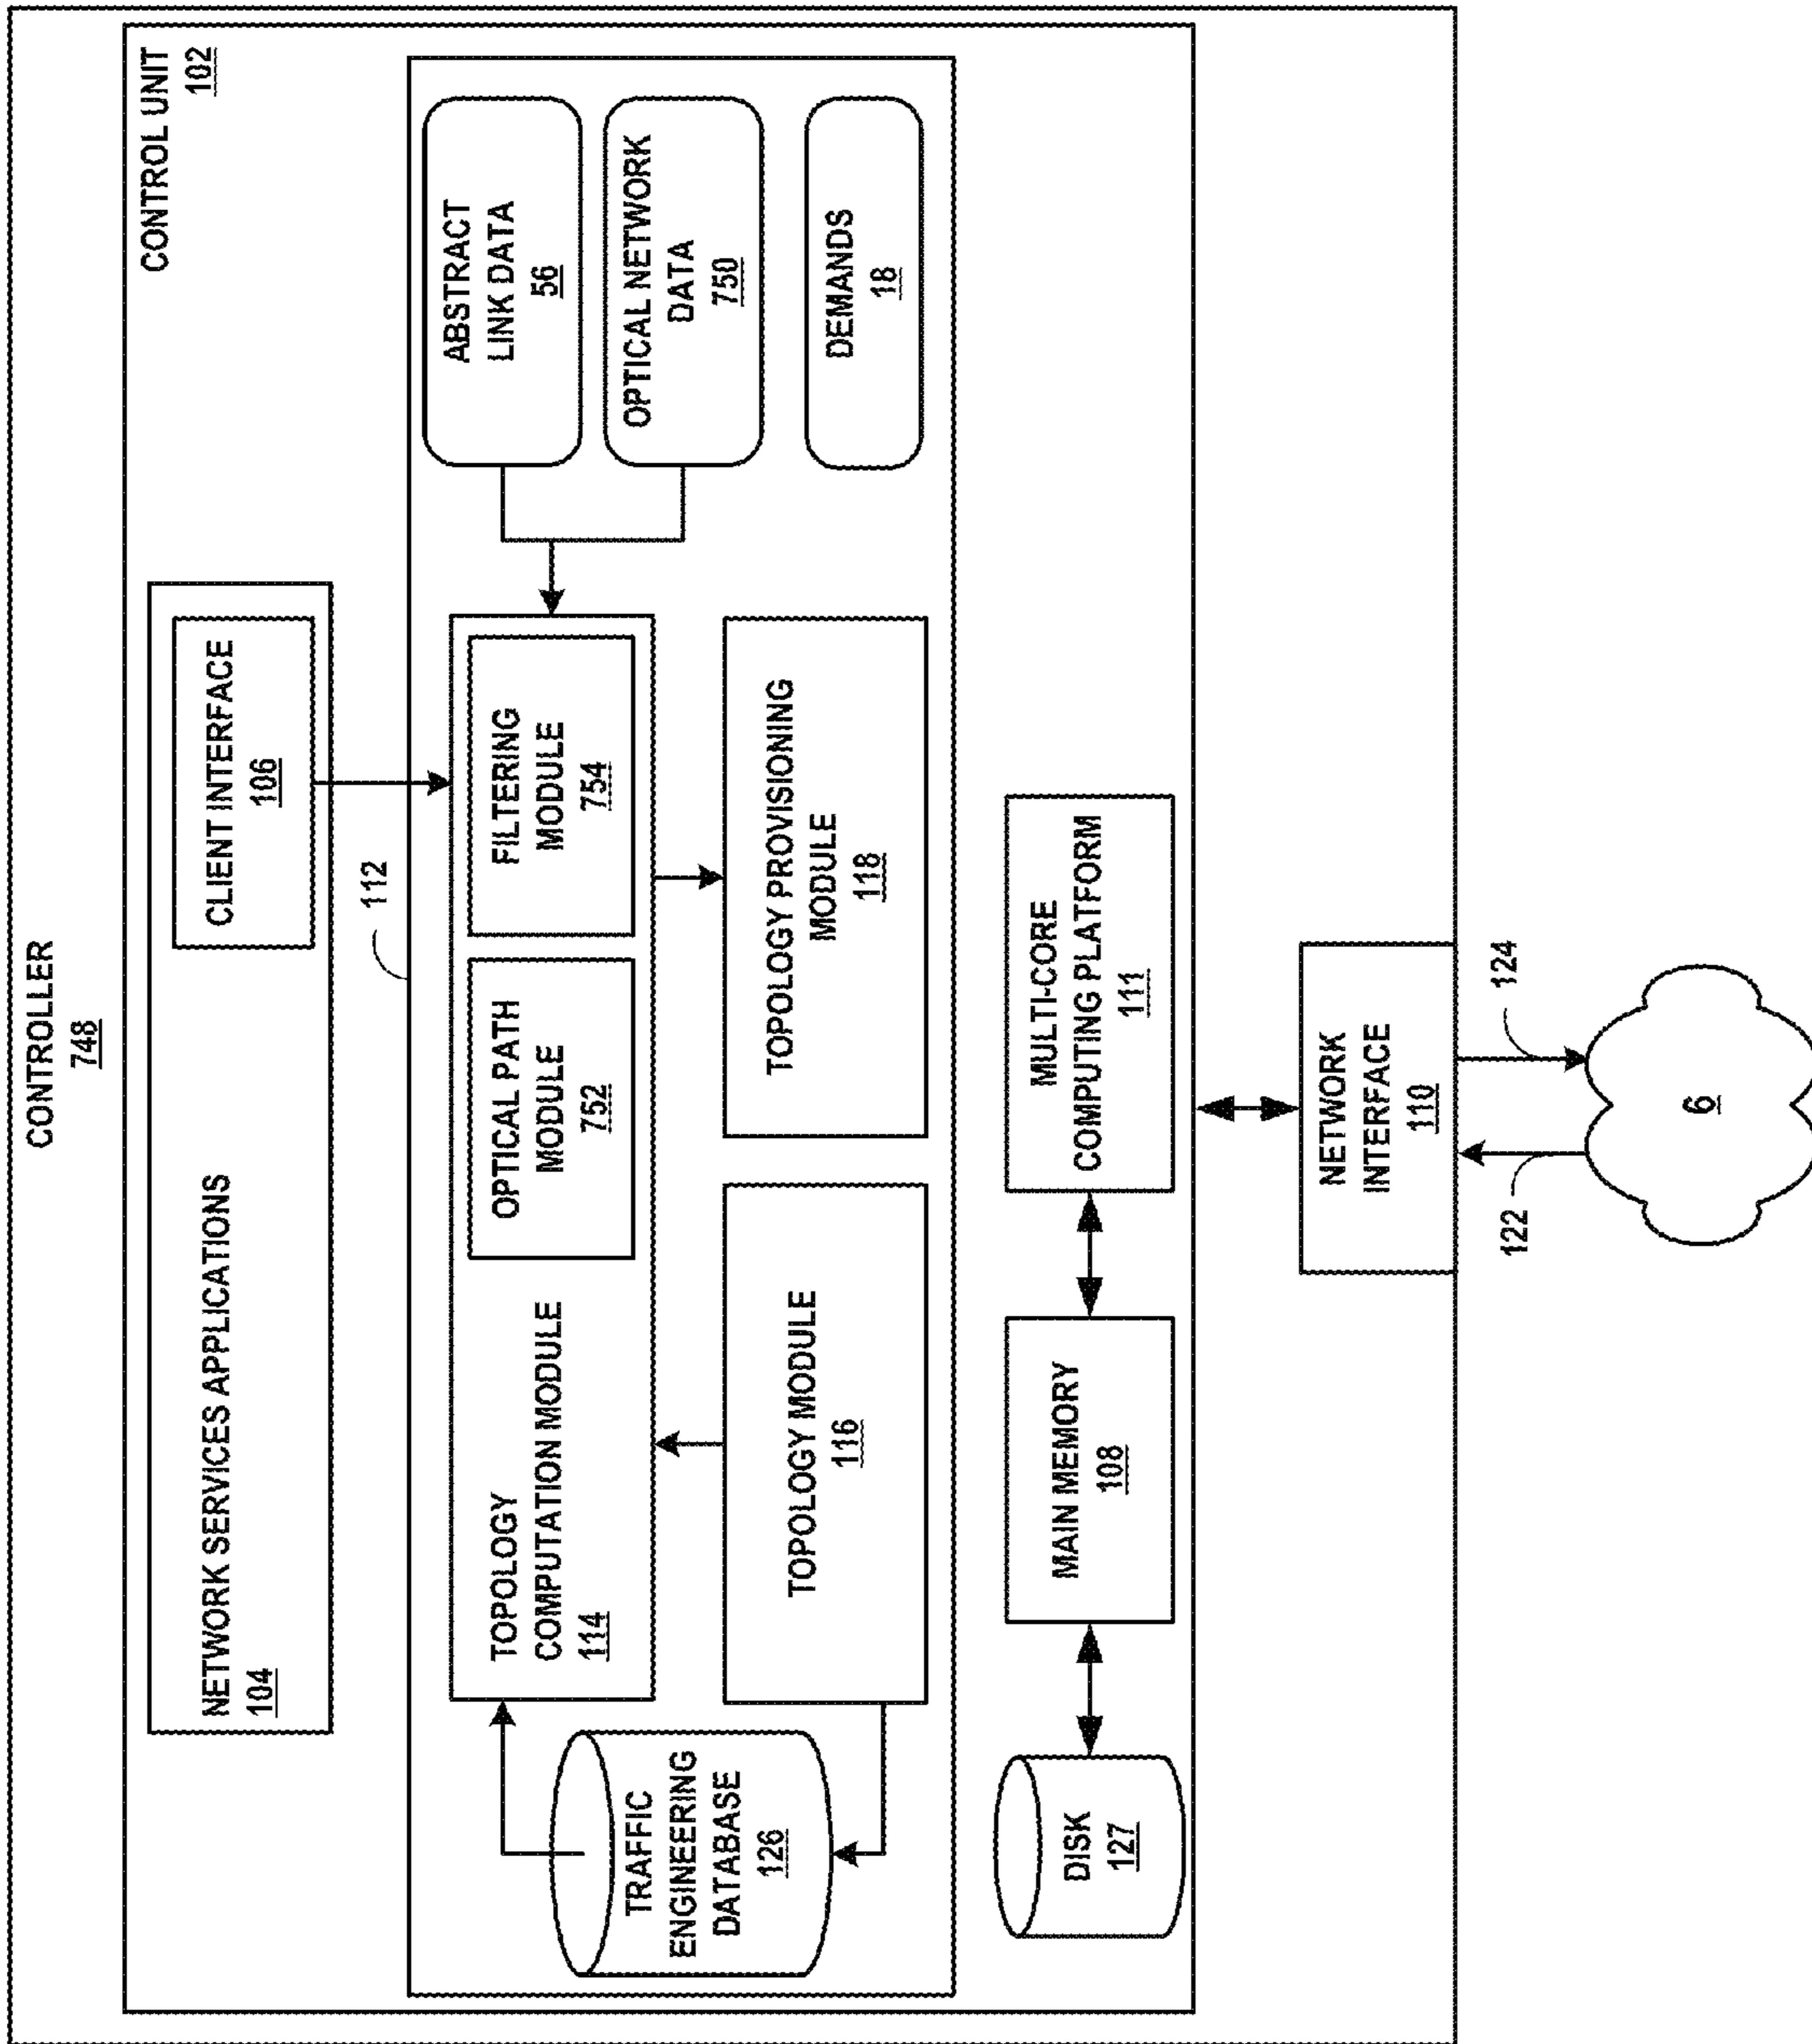 CONTROLLER
748
CONTROL UNIT
102
NETWORK SERVICES APPLICATIONS
104
CLIENT INTERFACE
106
112
TRAFFIC
ENGINEERING
DATABASE
126
TOPOLOGY
COMPUTATION MODULE
114
OPTICAL PATH
MODULE
752
FILTERING
MODULE
754
ABSTRACT
LINK DATA
56
OPTICAL NETWORK
DATA
750
DEMANDS
18
TOPOLOGY MODULE
116
TOPOLOGY PROVISIONING
MODULE
118
DISK
127
MAIN MEMORY
108
MULTI-CORE
COMPUTING PLATFORM
111
NETWORK
INTERFACE
110
122
124
6